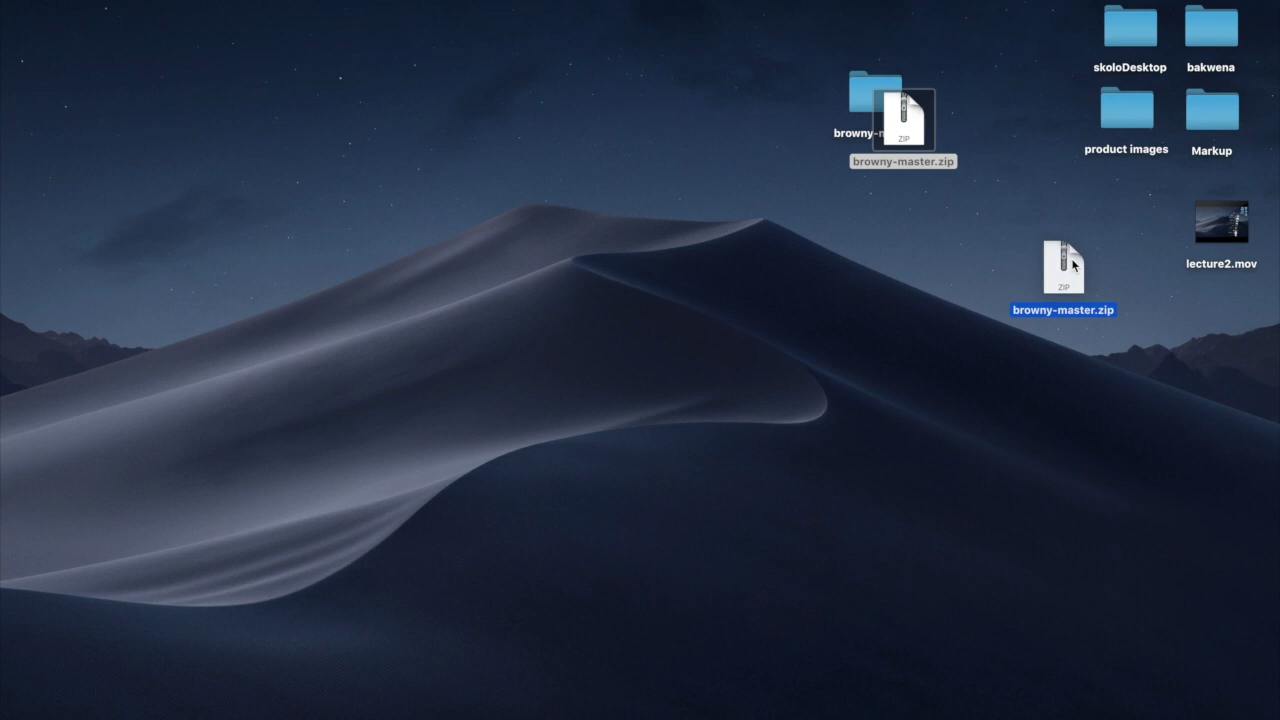 skoloDesktop
bakwena
browny-m
ZIP
browny-master.zip
product images
Markup
ZIP
browny-master.zip
lecture2.mov